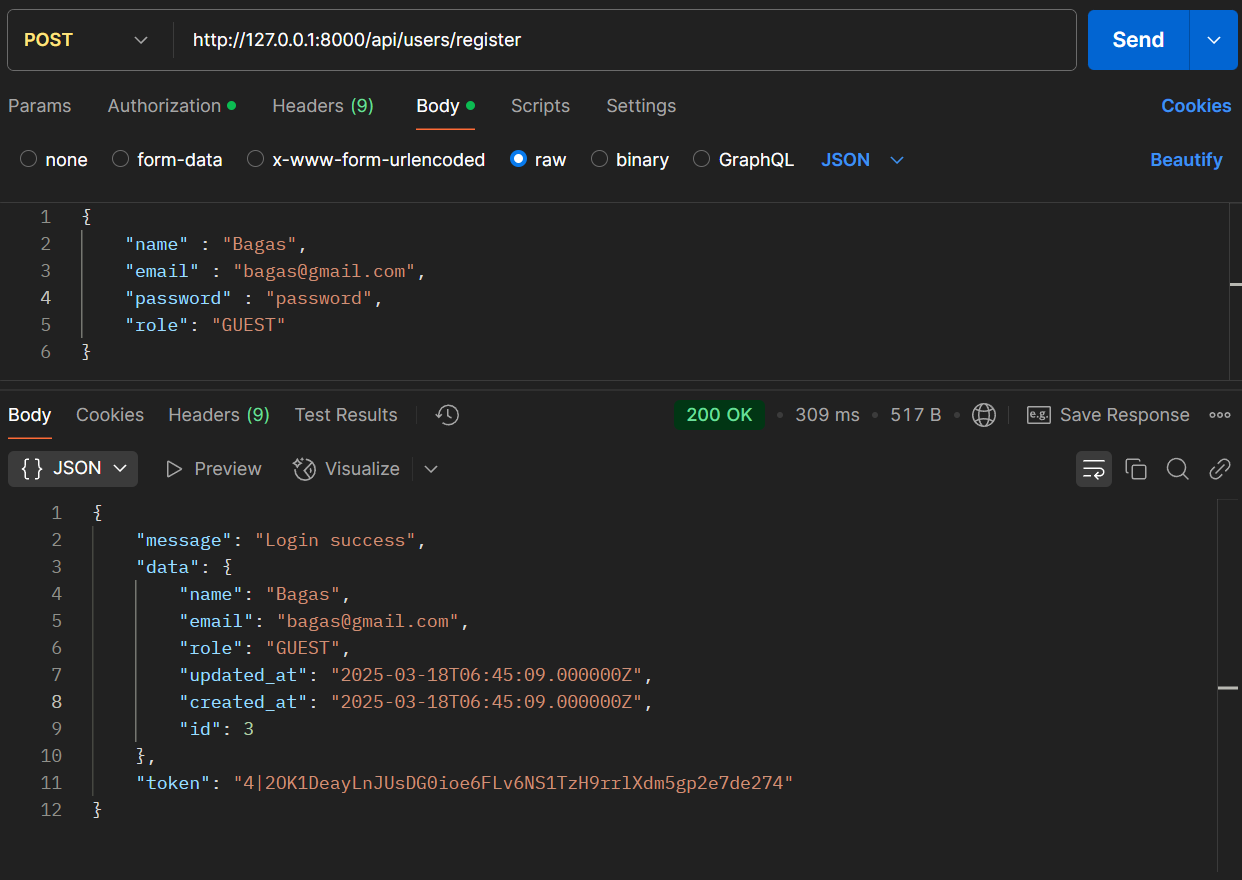 POST http://127.0.0.1:8000/api/users/register Send
Params Authorization Headers (9) Body Scripts Settings Cookies
none form-data x-www-form-urlencoded raw binary GraphQL JSON Beautify
1 {
2 "name" : "Bagas",
3 "email" : "bagas@gmail.com",
4 "password" : "password",
5 "role": "GUEST"
6 }
Body Cookies Headers (9) Test Results 200 OK • 309 ms • 517 B • e.g. Save Response
{} JSON Preview Visualize
1 {
2 "message": "Login success",
3 "data": {
4 "name": "Bagas",
5 "email": "bagas@gmail.com",
6 "role": "GUEST",
7 "updated_at": "2025-03-18T06:45:09.000000Z",
8 "created_at": "2025-03-18T06:45:09.000000Z",
9 "id": 3
10 },
11 "token": "4|2OK1DeayLnJUsDG0ioe6FLv6NS1TzH9rrlXdm5gp2e7de274"
12 }